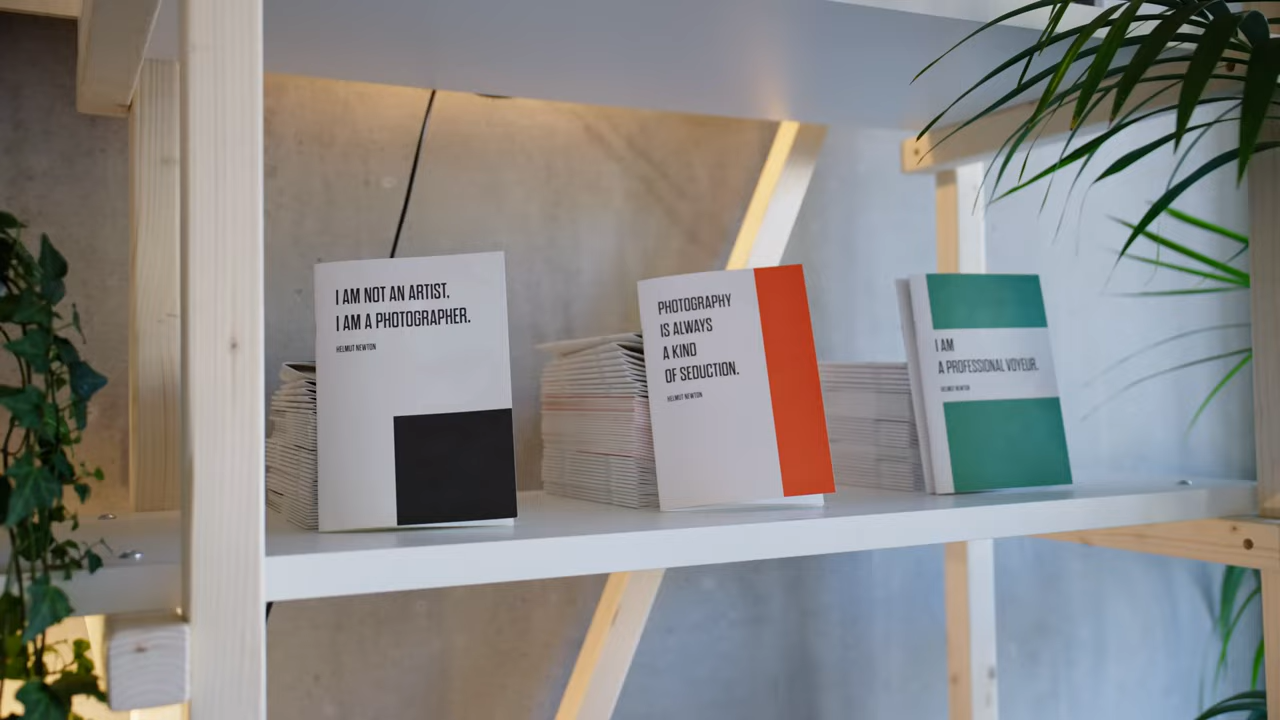 I AM NOT AN ARTIST.
I AM A PHOTOGRAPHER.
HELMUT NEWTON
PHOTOGRAPHY
IS ALWAYS
A KIND
OF SEDUCTION.
HELMUT NEWTON
I AM
A PROFESSIONAL VOYEUR.
HELMUT NEWTON